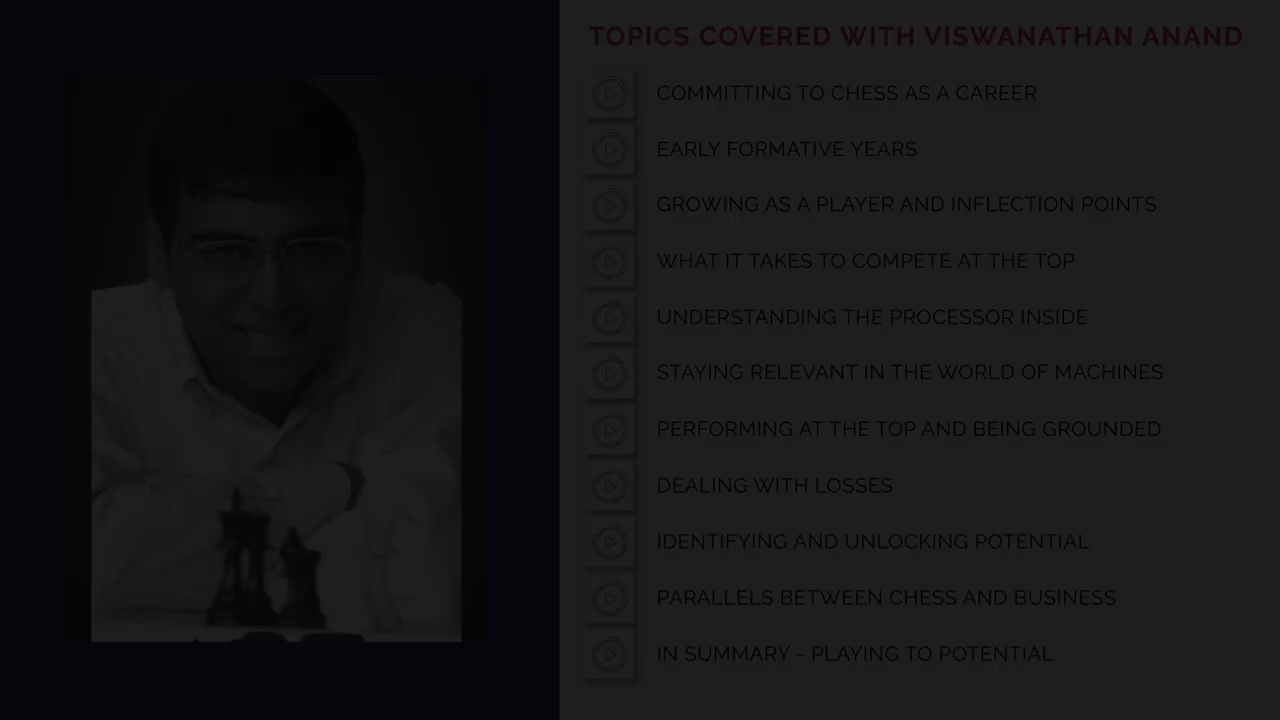 TOPICS COVERED WITH VISWANATHAN ANAND
COMMITTING TO CHESS AS A CAREER
EARLY FORMATIVE YEARS
GROWING AS A PLAYER AND INFLECTION POINTS
WHAT IT TAKES TO COMPETE AT THE TOP
UNDERSTANDING THE PROCESSOR INSIDE
STAYING RELEVANT IN THE WORLD OF MACHINES
PERFORMING AT THE TOP AND BEING GROUNDED
DEALING WITH LOSSES
IDENTIFYING AND UNLOCKING POTENTIAL
PARALLELS BETWEEN CHESS AND BUSINESS
IN SUMMARY - PLAYING TO POTENTIAL